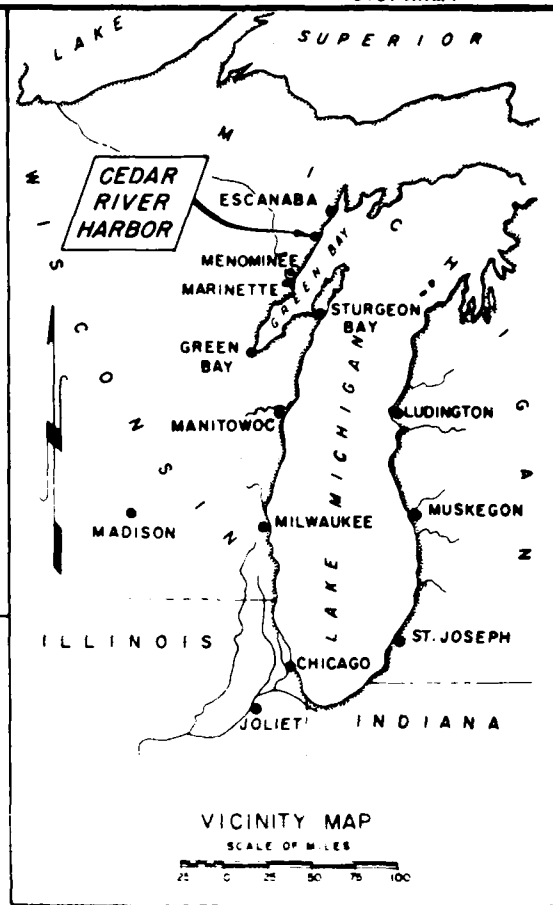 LAKE SUPERIOR
MICHIGAN
WISCONSIN
CEDAR
RIVER
HARBOR
ESCANABA
MENOMINEE
MARINETTE
GREEN BAY
STURGEON
BAY
GREEN
BAY
LAKE MICHIGAN
MANITOWOC
LUDINGTON
MADISON
MILWAUKEE
MUSKEGON
ILLINOIS
ST. JOSEPH
CHICAGO
JOLIET
INDIANA
VICINITY MAP
SCALE OF MILES
25 0 25 50 75 100